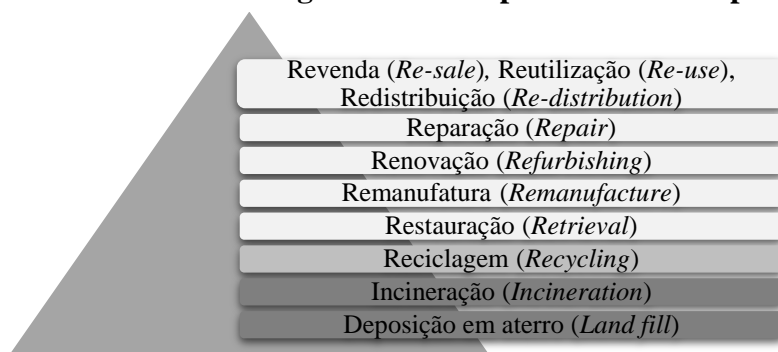 Revenda (Re-sale), Reutilização (Re-use),
Redistribuição (Re-distribution)
Reparação (Repair)
Renovação (Refurbishing)
Remanufatura (Remanufacture)
Restauração (Retrieval)
Reciclagem (Recycling)
Incineração (Incineration)
Deposição em aterro (Land fill)